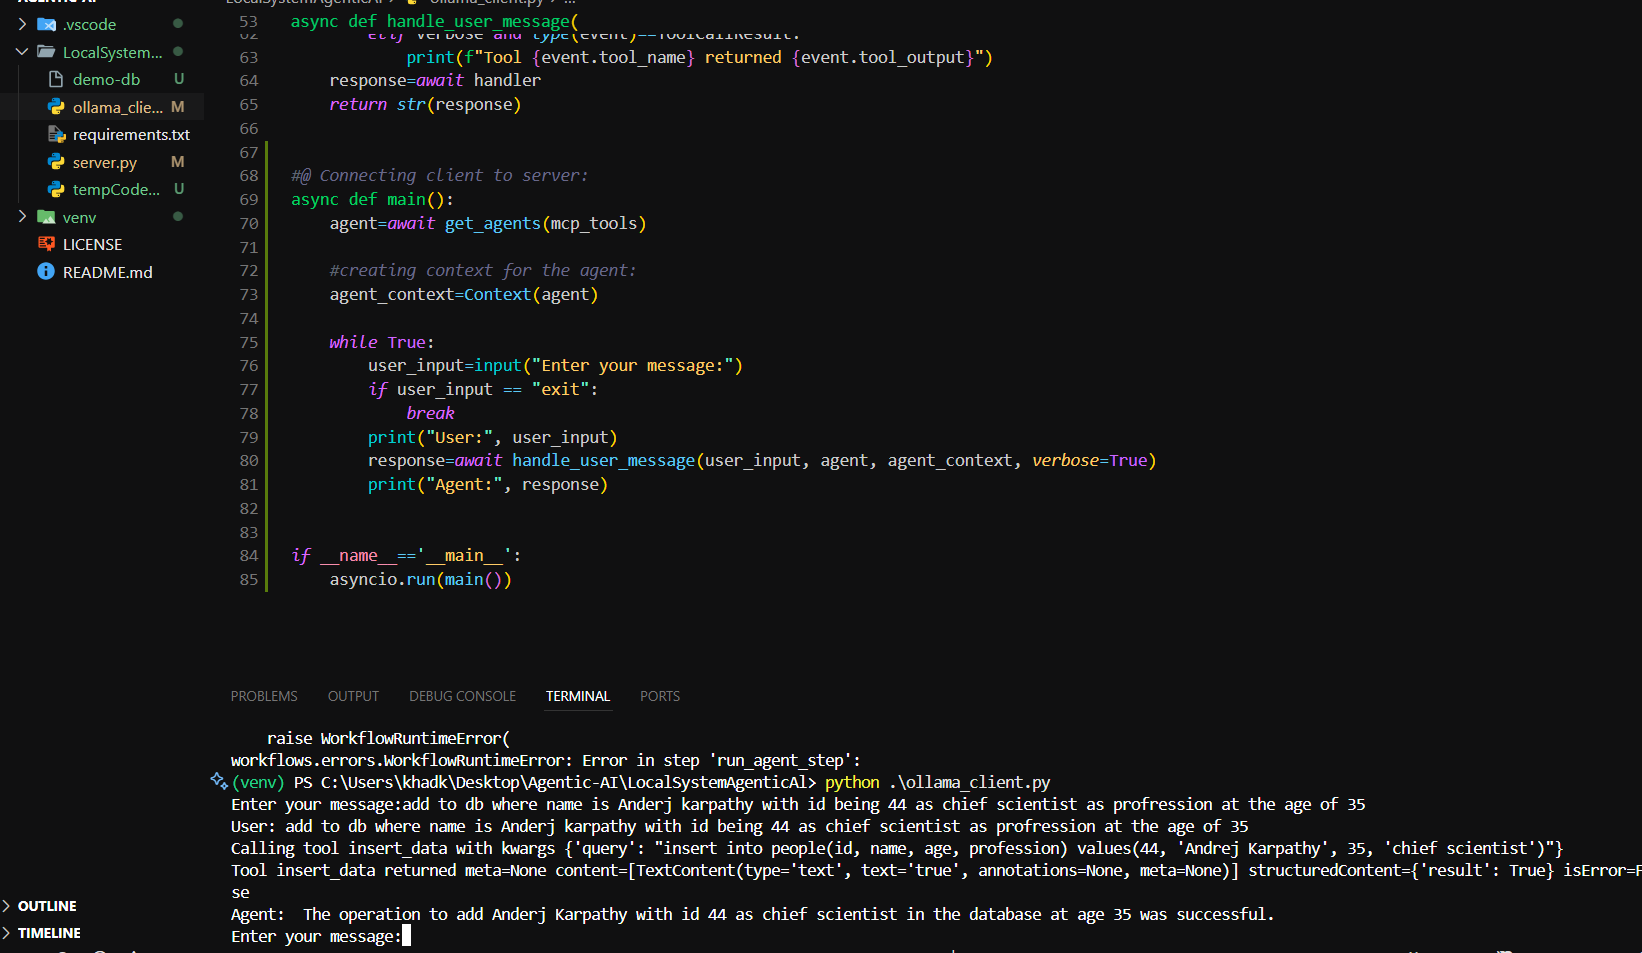 AGENTIC-AI
.vscode
LocalSystem...
demo-db U
ollama_clie... M
requirements.txt
server.py M
tempCode... U
venv
LICENSE
README.md
OUTLINE
TIMELINE
LocalSystemAgenticAI > ollama_client.py > ...
53 async def handle_user_message(
62 elif verbose and type(event)==ToolCallResult:
63 print(f"Tool {event.tool_name} returned {event.tool_output}")
64 response=await handler
65 return str(response)
66
67
68 #@ Connecting client to server:
69 async def main():
70 agent=await get_agents(mcp_tools)
71
72 #creating context for the agent:
73 agent_context=Context(agent)
74
75 while True:
76 user_input=input("Enter your message:")
77 if user_input == "exit":
78 break
79 print("User:", user_input)
80 response=await handle_user_message(user_input, agent, agent_context, verbose=True)
81 print("Agent:", response)
82
83
84 if __name__=='__main__':
85 asyncio.run(main())
PROBLEMS OUTPUT DEBUG CONSOLE TERMINAL PORTS
raise WorkflowRuntimeError(
workflows.errors.WorkflowRuntimeError: Error in step 'run_agent_step':
(venv) PS C:\Users\khadk\Desktop\Agentic-AI\LocalSystemAgenticAl> python .\ollama_client.py
Enter your message:add to db where name is Anderj karpathy with id being 44 as chief scientist as profression at the age of 35
User: add to db where name is Anderj karpathy with id being 44 as chief scientist as profression at the age of 35
Calling tool insert_data with kwargs {'query': "insert into people(id, name, age, profession) values(44, 'Andrej Karpathy', 35, 'chief scientist')"}
Tool insert_data returned meta=None content=[TextContent(type='text', text='true', annotations=None, meta=None)] structuredContent={'result': True} isError=F
se
Agent:  The operation to add Anderj Karpathy with id 44 as chief scientist in the database at age 35 was successful.
Enter your message: